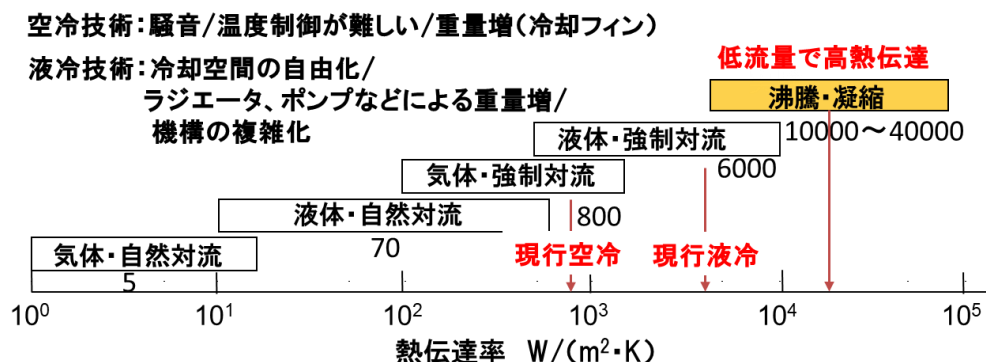 空冷技術：騒音/温度制御が難しい/重量増（冷却フィン）
液冷技術：冷却空間の自由化/
ラジエータ、ポンプなどによる重量増/
機構の複雑化
低流量で高熱伝達
沸騰・凝縮
10000～40000
液体・強制対流
6000
気体・強制対流
800
液体・自然対流
70
現行空冷
現行液冷
気体・自然対流
5
10⁰ 10¹ 10² 10³ 10⁴ 10⁵
熱伝達率 W/(m²・K)